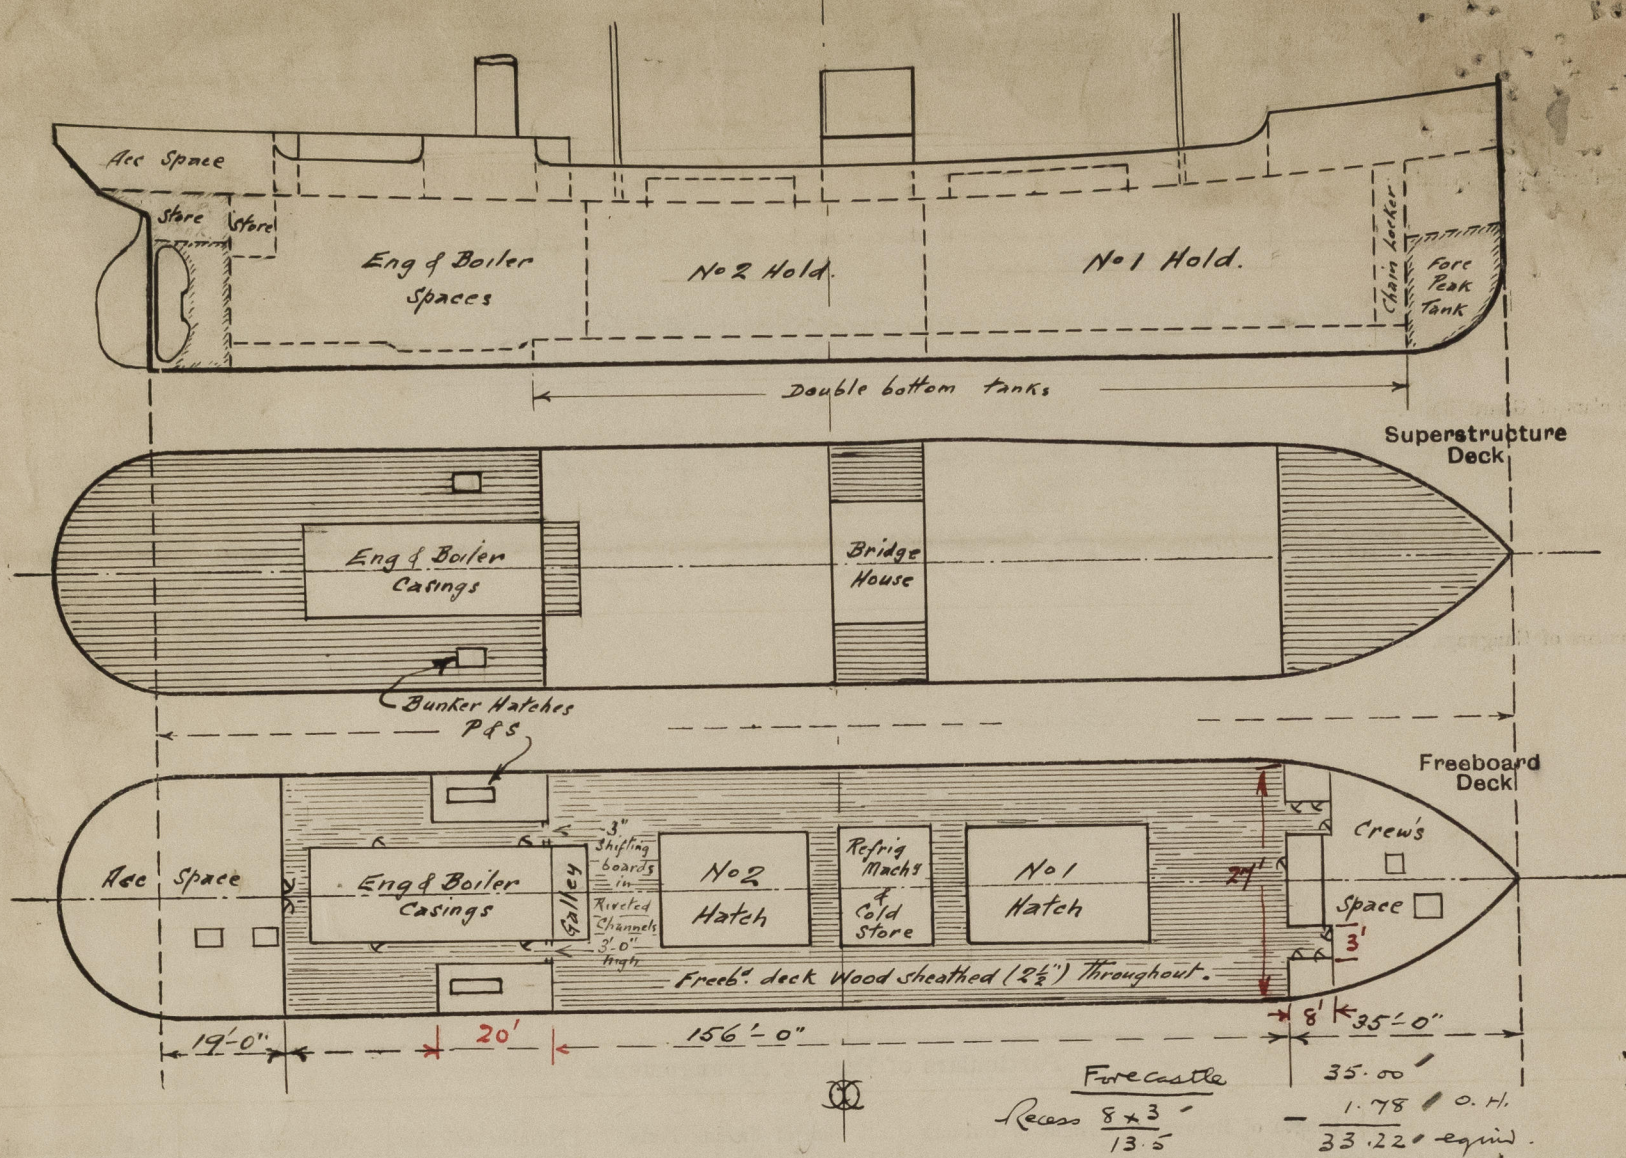 Acc Space
Store
Store
Eng & Boiler
Spaces
No 2 Hold.
No 1 Hold.
Chain Locker
Fore
Peak
Tank
Double bottom tanks
Superstructure
Deck
Eng & Boiler
Casings
Bridge
House
Bunker Hatches
P & S
Freeboard
Deck
Acc Space
Eng & Boiler
Casings
Galley
3"
Shifting
boards
in
Riveted
Channels
3'-0"
high
No 2
Hatch
Refrig
Machy
&
Cold
Store
No 1
Hatch
27'
Crew's
Space
3'
Freebd. deck Wood sheathed (2½") Throughout.
19'-0"
20'
156'-0"
8'
35'-0"
Forecastle
Recess 8 x 3
13.5
35.00'
- 1.78 O.H.
33.22' equiv.